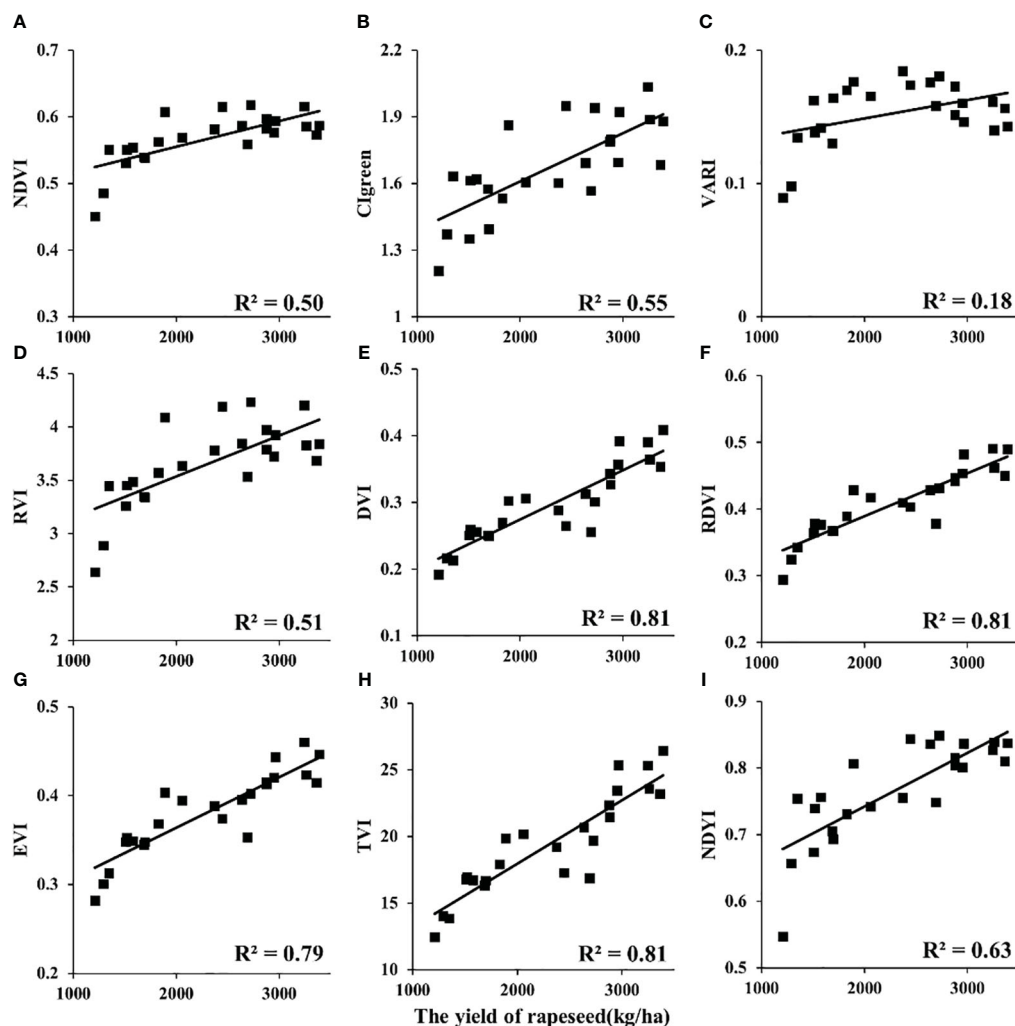 A
NDVI
0.7
0.6
0.5
0.4
0.3
1000 2000 3000
R² = 0.50
B
CIgreen
2.2
1.9
1.6
1.3
1
1000 2000 3000
R² = 0.55
C
VARI
0.2
0.1
0
1000 2000 3000
R² = 0.18
D
RVI
4.5
4
3.5
3
2.5
2
1000 2000 3000
R² = 0.51
E
DVI
0.5
0.4
0.3
0.2
0.1
1000 2000 3000
R² = 0.81
F
RDVI
0.6
0.5
0.4
0.3
0.2
1000 2000 3000
R² = 0.81
G
EVI
0.5
0.4
0.3
0.2
1000 2000 3000
R² = 0.79
H
TVI
30
25
20
15
10
1000 2000 3000
R² = 0.81
I
NDYI
0.9
0.8
0.7
0.6
0.5
1000 2000 3000
R² = 0.63
The yield of rapeseed(kg/ha)